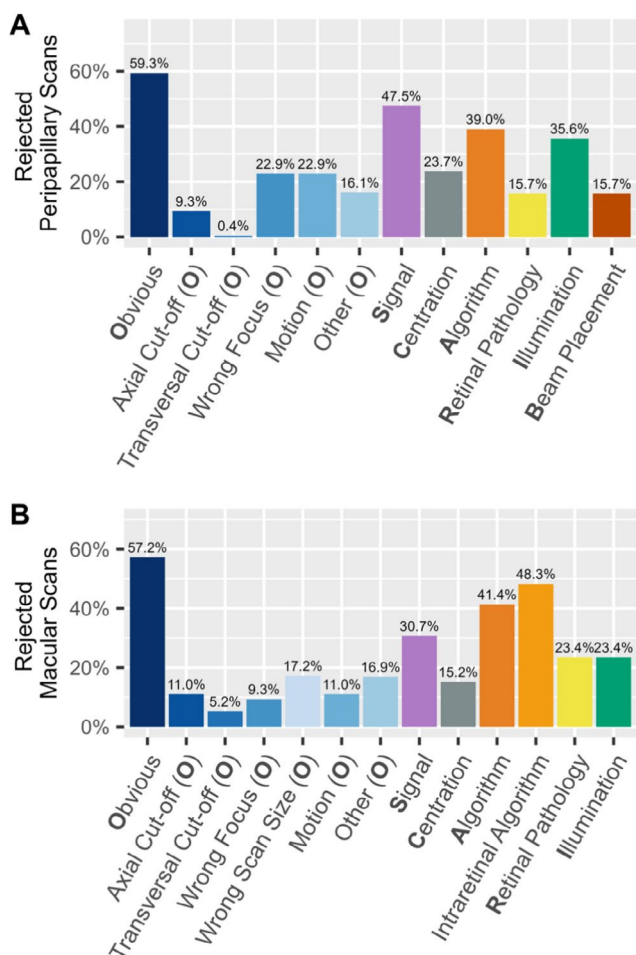 A
Rejected
Peripapillary Scans
60%
40%
20%
0%
59.3%
9.3%
0.4%
22.9%
22.9%
16.1%
47.5%
23.7%
39.0%
15.7%
35.6%
15.7%
Obvious
Axial Cut-off (O)
Transversal Cut-off (O)
Wrong Focus (O)
Motion (O)
Other (O)
Signal
Centration
Algorithm
Retinal Pathology
Illumination
Beam Placement
B
Rejected
Macular Scans
60%
40%
20%
0%
57.2%
11.0%
5.2%
9.3%
17.2%
11.0%
16.9%
30.7%
15.2%
41.4%
48.3%
23.4%
23.4%
Obvious
Axial Cut-off (O)
Transversal Cut-off (O)
Wrong Focus (O)
Wrong Scan Size (O)
Motion (O)
Other (O)
Signal
Centration
Algorithm
Intraretinal Algorithm
Retinal Pathology
Illumination